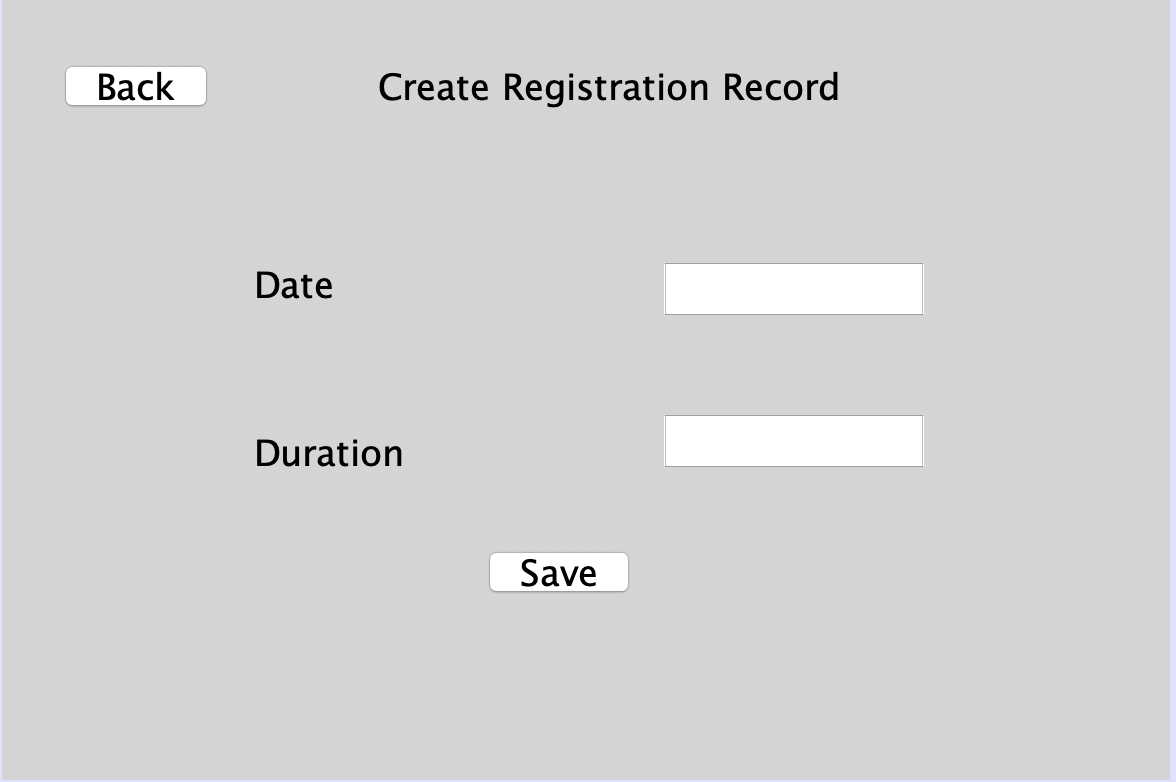 Back
Create Registration Record
Date
Duration
Save